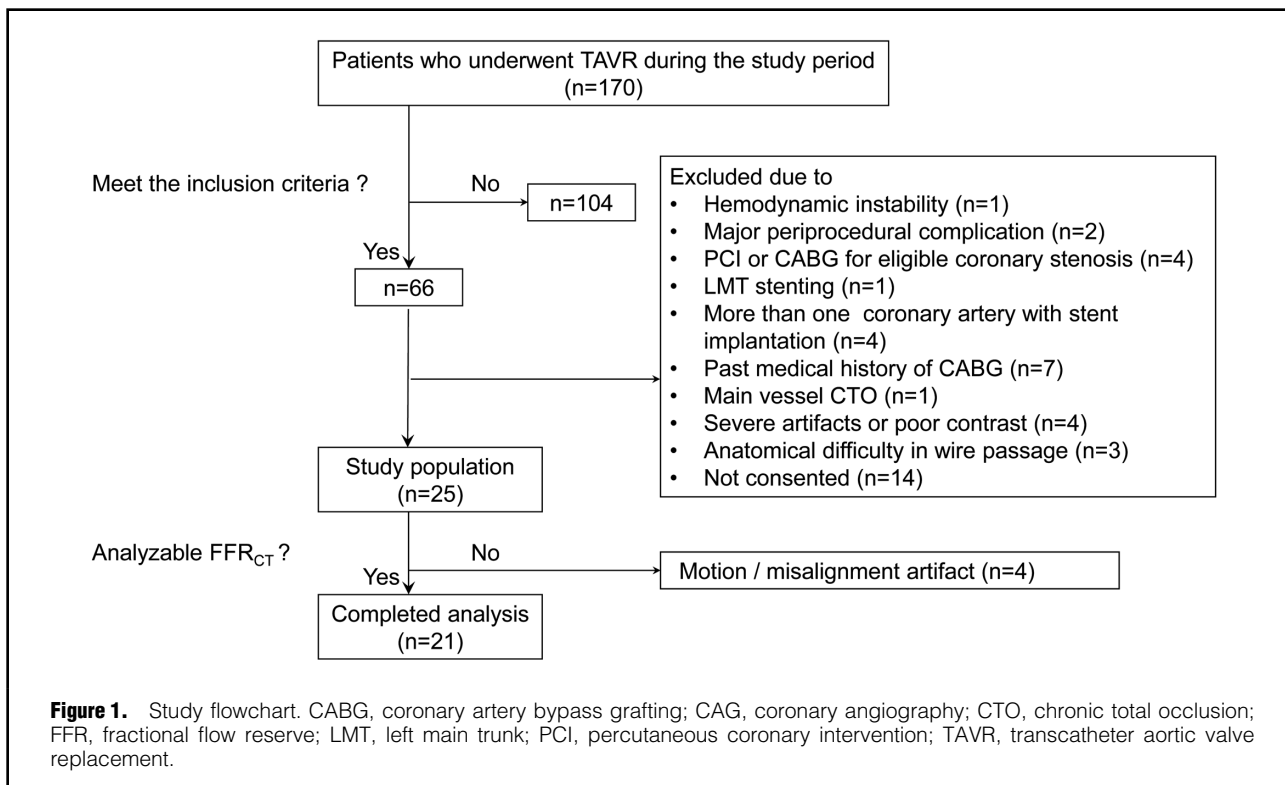 Patients who underwent TAVR during the study period
(n=170)
Meet the inclusion criteria ?
No
n=104
Yes
n=66
Excluded due to
• Hemodynamic instability (n=1)
• Major periprocedural complication (n=2)
• PCI or CABG for eligible coronary stenosis (n=4)
• LMT stenting (n=1)
• More than one coronary artery with stent
implantation (n=4)
• Past medical history of CABG (n=7)
• Main vessel CTO (n=1)
• Severe artifacts or poor contrast (n=4)
• Anatomical difficulty in wire passage (n=3)
• Not consented (n=14)
Study population
(n=25)
Analyzable FFRCT ?
No
Motion / misalignment artifact (n=4)
Yes
Completed analysis
(n=21)
Figure 1. Study flowchart. CABG, coronary artery bypass grafting; CAG, coronary angiography; CTO, chronic total occlusion;
FFR, fractional flow reserve; LMT, left main trunk; PCI, percutaneous coronary intervention; TAVR, transcatheter aortic valve
replacement.